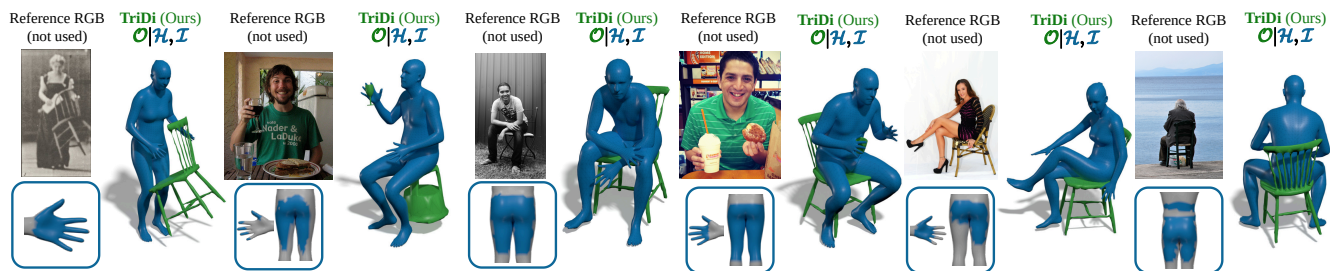 Reference RGB
(not used)
TriDi (Ours)
𝒪|ℋ,ℐ
Reference RGB
(not used)
TriDi (Ours)
𝒪|ℋ,ℐ
Nader &
LaDuke
Reference RGB
(not used)
TriDi (Ours)
𝒪|ℋ,ℐ
Reference RGB
(not used)
TriDi (Ours)
𝒪|ℋ,ℐ
Reference RGB
(not used)
TriDi (Ours)
𝒪|ℋ,ℐ
Reference RGB
(not used)
TriDi (Ours)
𝒪|ℋ,ℐ